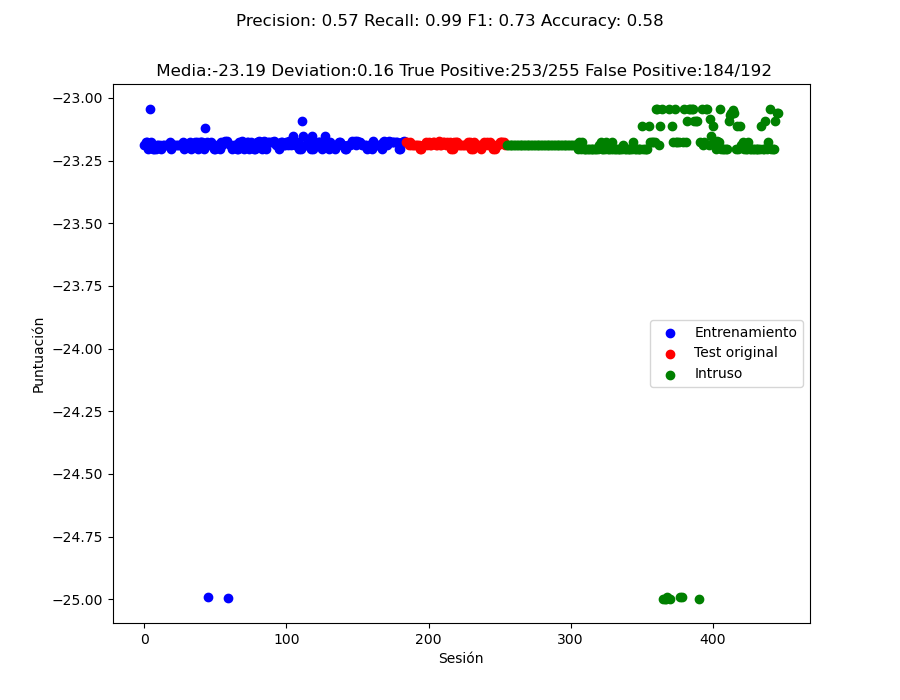 Precision: 0.57 Recall: 0.99 F1: 0.73 Accuracy: 0.58
Media:-23.19 Deviation:0.16 True Positive:253/255 False Positive:184/192
−23.00
−23.25
−23.50
−23.75
−24.00
−24.25
−24.50
−24.75
−25.00
Puntuación
Entrenamiento
Test original
Intruso
0
100
200
300
400
Sesión